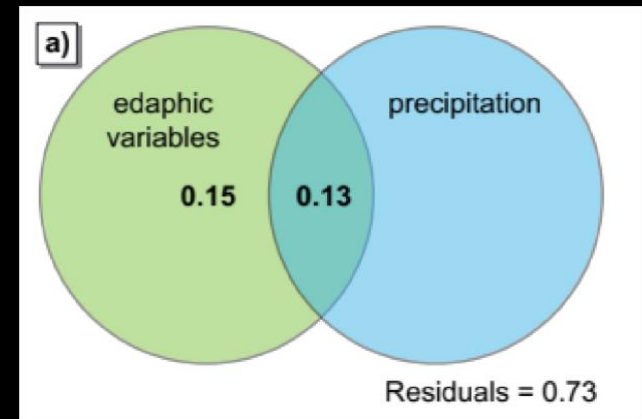 a)
edaphic
variables
precipitation
0.15
0.13
Residuals = 0.73